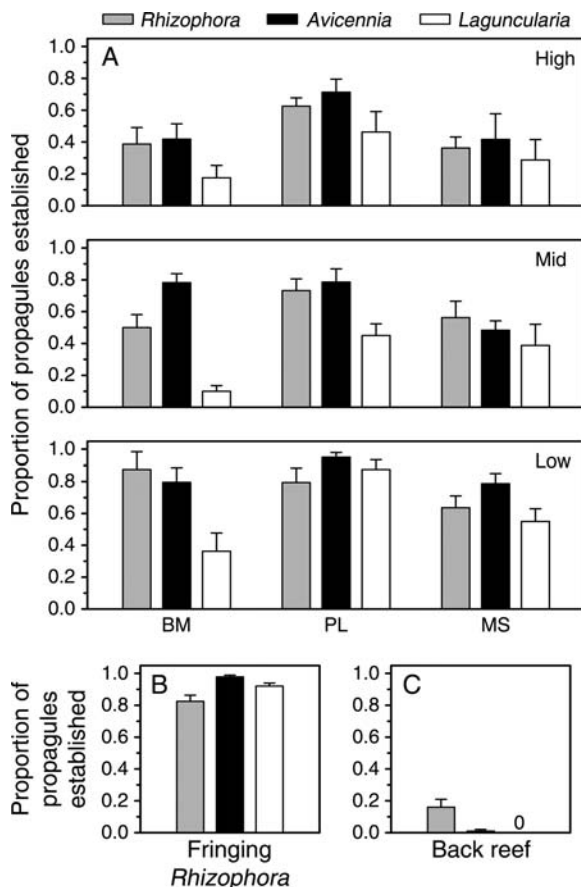 Rhizophora Avicennia Laguncularia
Proportion of propagules established
A High
1.0
0.8
0.6
0.4
0.2
0.0
Mid
1.0
0.8
0.6
0.4
0.2
0.0
Low
1.0
0.8
0.6
0.4
0.2
0.0
BM PL MS
Proportion of
propagules
established
B
1.0
0.8
0.6
0.4
0.2
0.0
Fringing
Rhizophora
C
1.0
0.8
0.6
0.4
0.2
0.0
0
Back reef